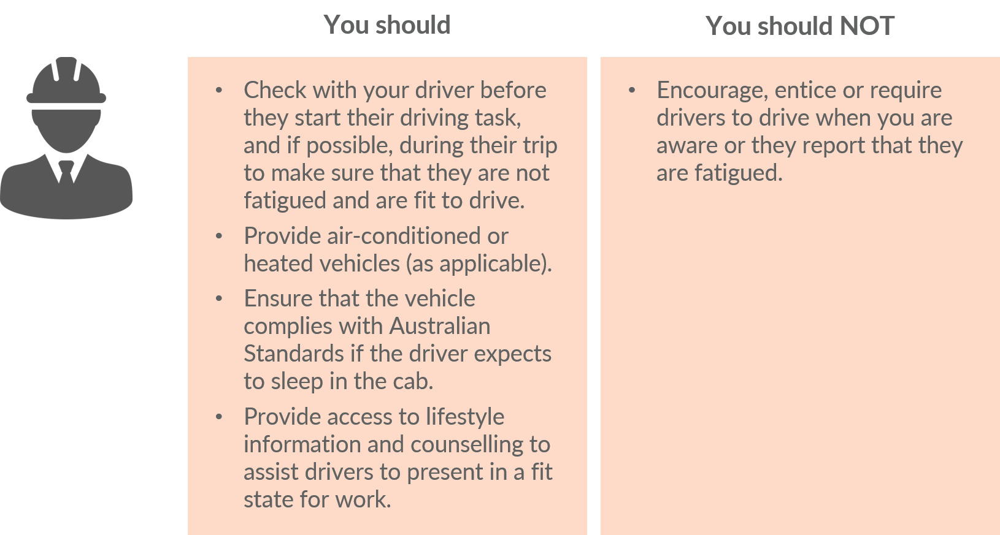 You should
You should NOT
• Check with your driver before
they start their driving task,
and if possible, during their trip
to make sure that they are not
fatigued and are fit to drive.
• Provide air-conditioned or
heated vehicles (as applicable).
• Ensure that the vehicle
complies with Australian
Standards if the driver expects
to sleep in the cab.
• Provide access to lifestyle
information and counselling to
assist drivers to present in a fit
state for work.
• Encourage, entice or require
drivers to drive when you are
aware or they report that they
are fatigued.